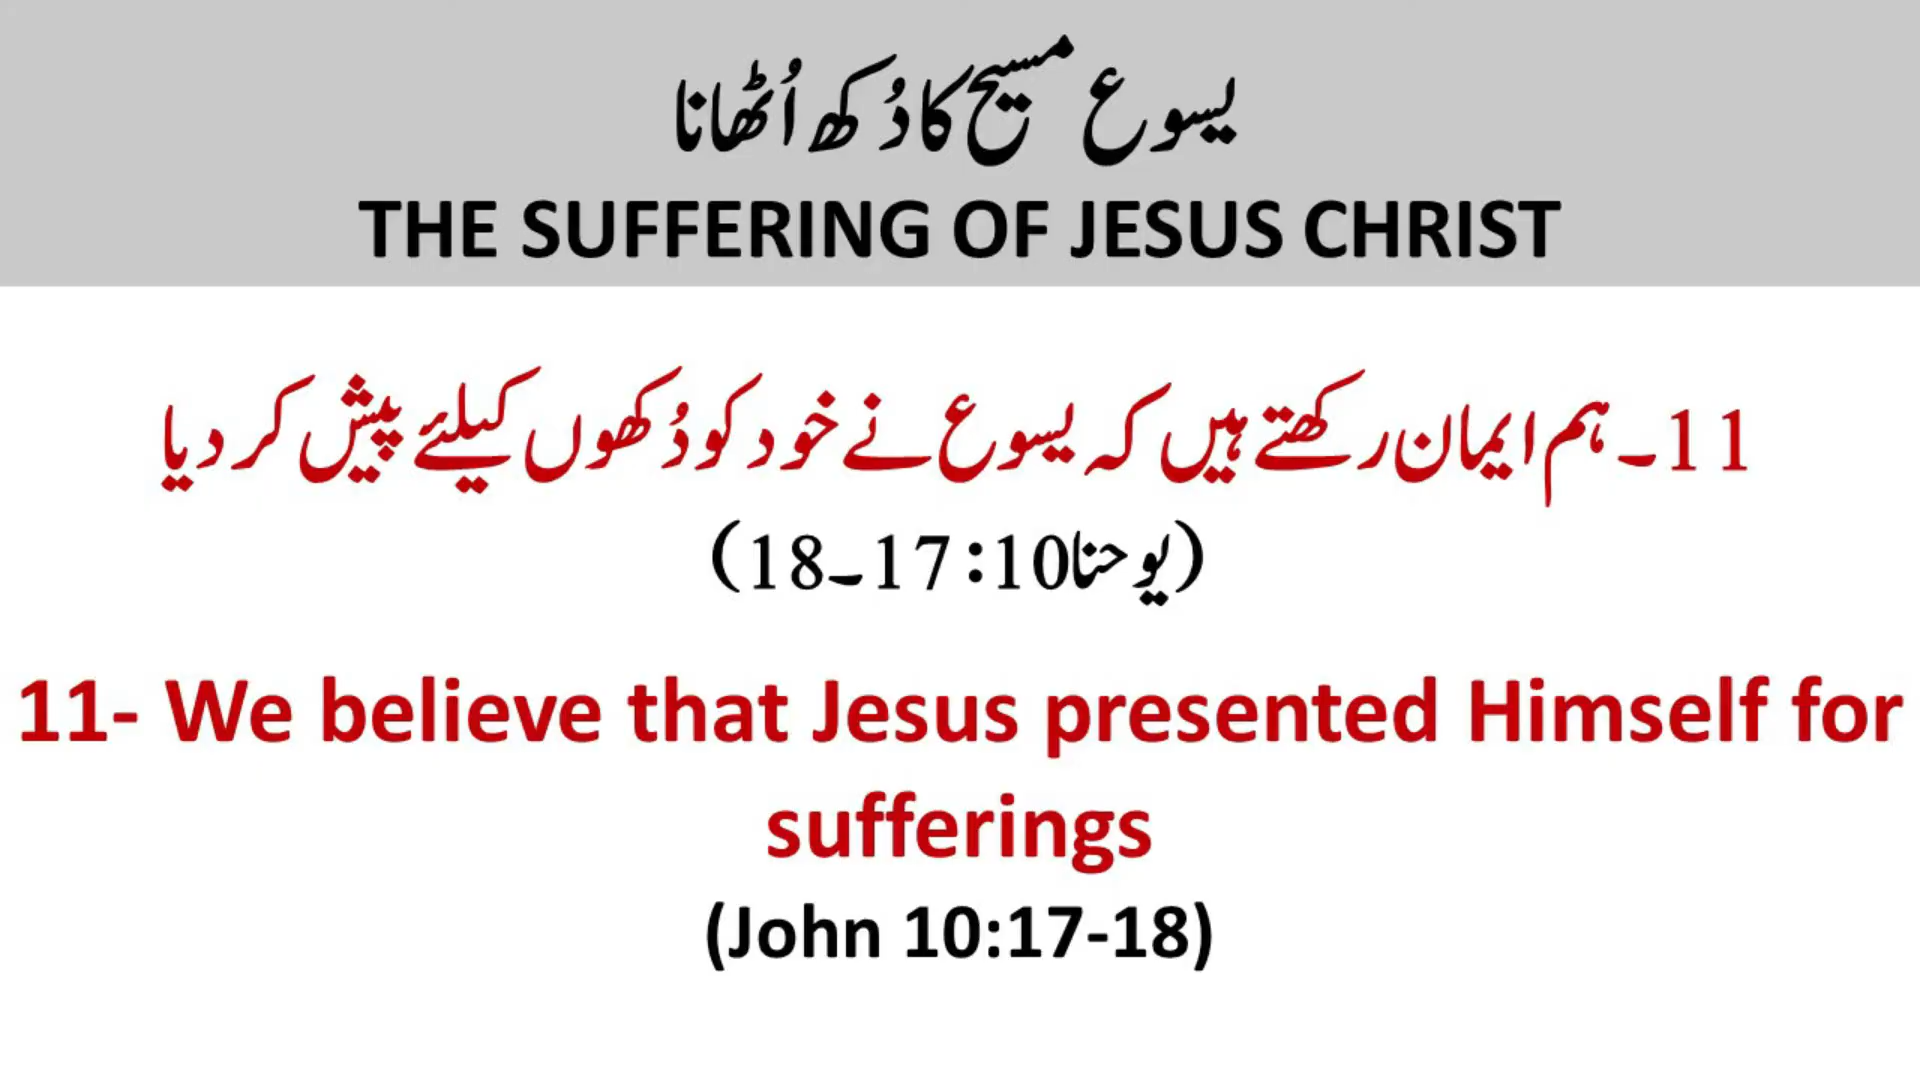 یسوع مسیح کا دُکھ اُٹھانا
THE SUFFERING OF JESUS CHRIST
11۔ ہم ایمان رکھتے ہیں کہ یسوع نے خود کو دُکھوں کیلئے پیش کر دیا
(یوحنا 10:17۔18)
11- We believe that Jesus presented Himself for
sufferings
(John 10:17-18)